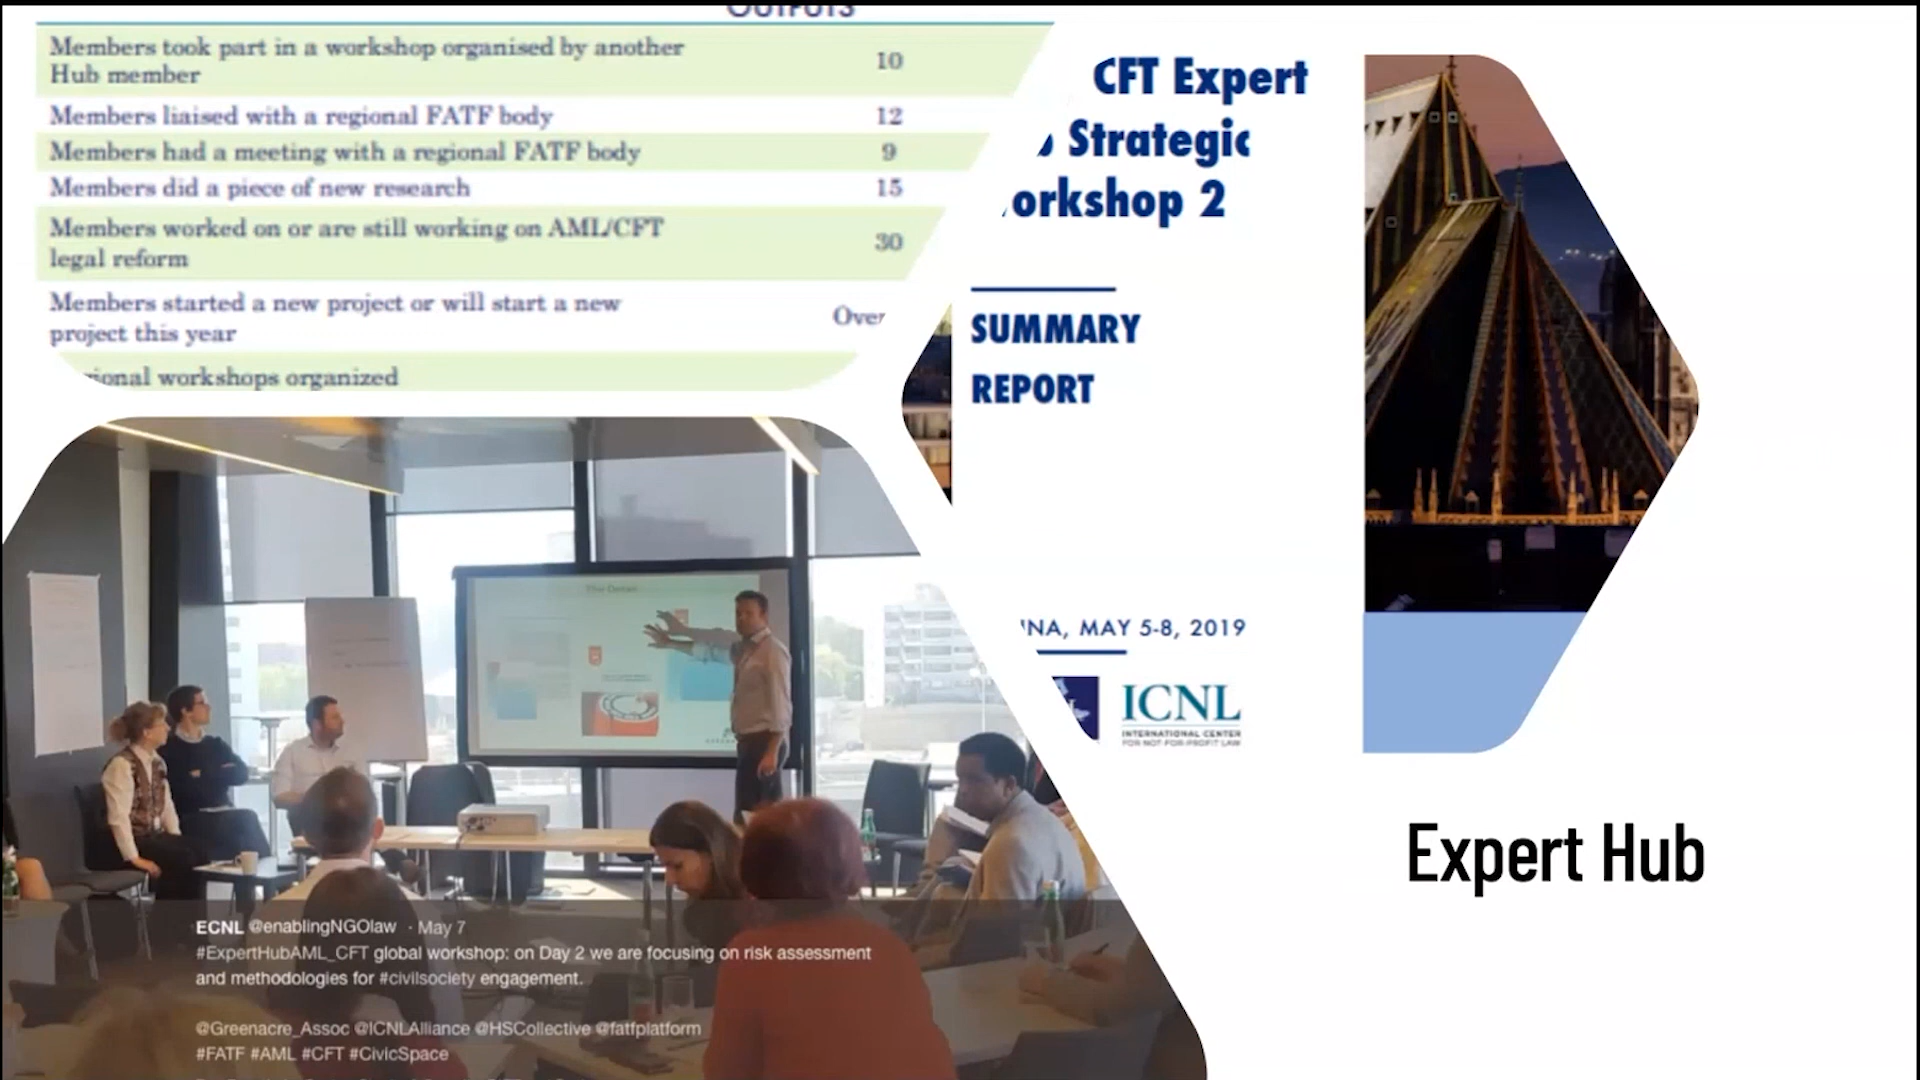 OUTPUTS
Members took part in a workshop organised by another
Hub member
10
Members liaised with a regional FATF body
12
Members had a meeting with a regional FATF body
9
Members did a piece of new research
15
Members worked on or are still working on AML/CFT
legal reform
30
Members started a new project or will start a new
project this year
Over
ional workshops organized
CFT Expert
Strategic
orkshop 2
SUMMARY
REPORT
NA, MAY 5-8, 2019
ICNL
INTERNATIONAL CENTER
FOR NOT-FOR-PROFIT LAW
Expert Hub
ECNL @enablingNGOlaw · May 7
#ExpertHubAML_CFT global workshop: on Day 2 we are focusing on risk assessment
and methodologies for #civilsociety engagement.
@Greenacre_Assoc @ICNLAlliance @HSCollective @fatfplatform
#FATF #AML #CFT #CivicSpace